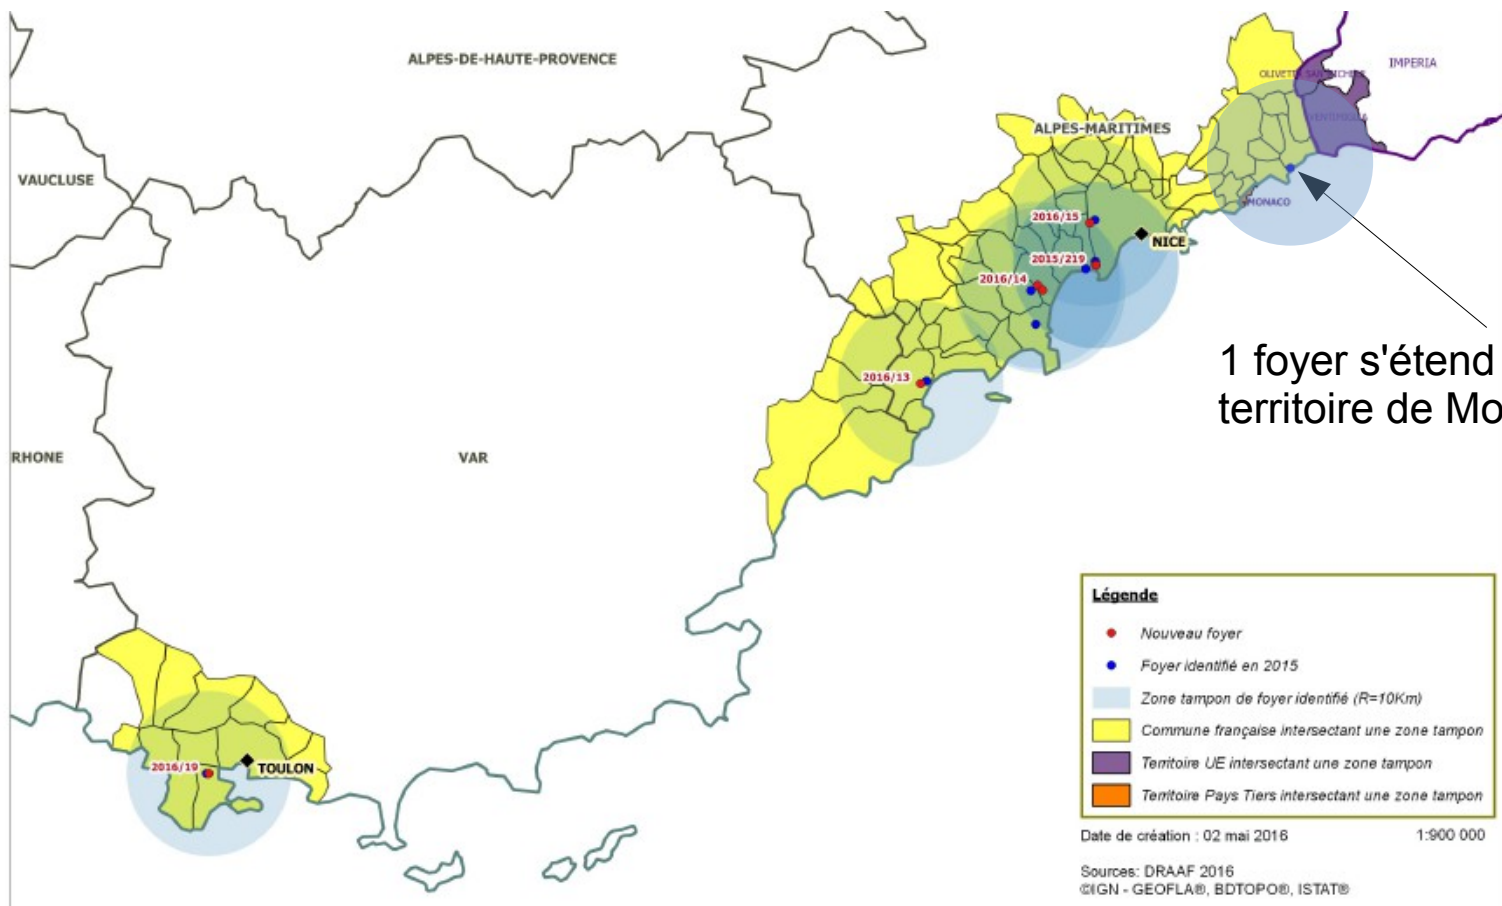 ALPES-DE-HAUTE-PROVENCE
IMPERIA
OLIVETTA SAN MICHELE
ALPES-MARITIMES
VENTIMIGLIA
VAUCLUSE
MONACO
2016/15
NICE
2015/219
2016/14
1 foyer s'étend
territoire de Mo
2016/13
RHONE
VAR
2016/19
TOULON
Légende
Nouveau foyer
Foyer identifié en 2015
Zone tampon de foyer identifié (R=10Km)
Commune française intersectant une zone tampon
Territoire UE intersectant une zone tampon
Territoire Pays Tiers intersectant une zone tampon
Date de création : 02 mai 2016 1:900 000
Sources: DRAAF 2016
©IGN - GEOFLA®, BDTOPO®, ISTAT®